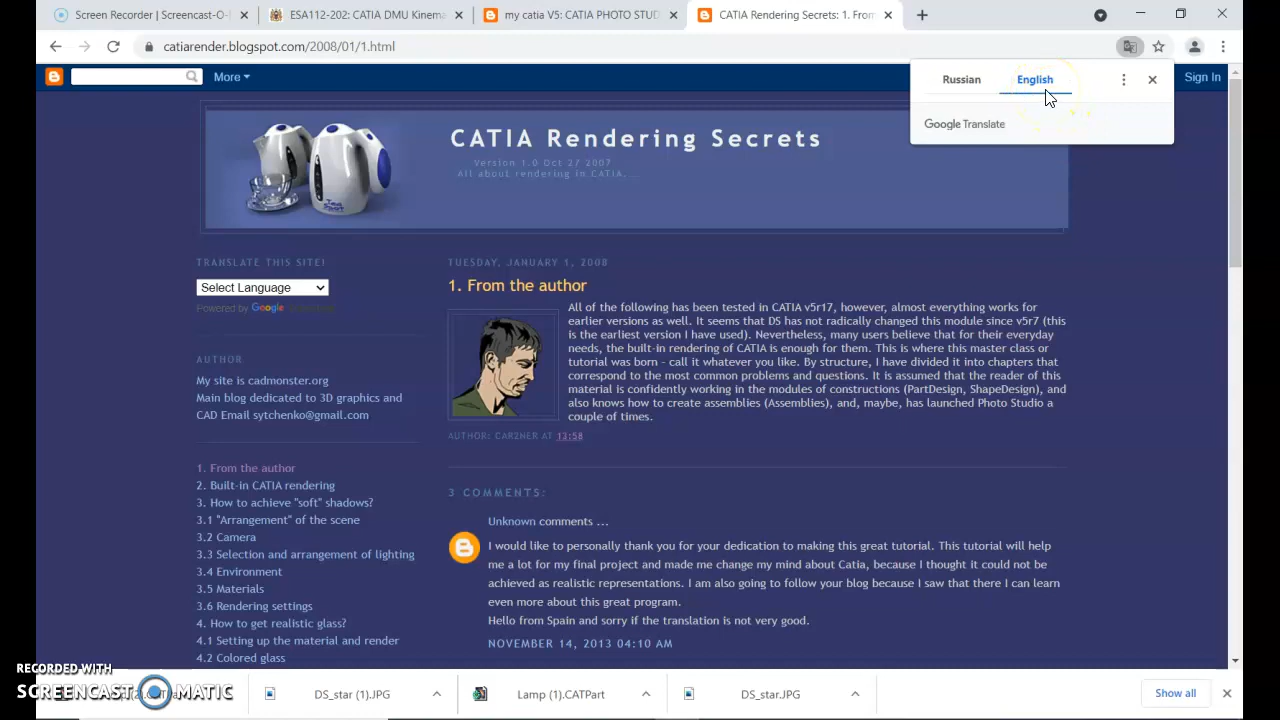 Screen Recorder | Screencast-O-
ESA112-202: CATIA DMU Kinema
my catia V5: CATIA PHOTO STUD
CATIA Rendering Secrets: 1. From
catiarender.blogspot.com/2008/01/1.html
More
Sign In
Russian
English
Google Translate
CATIA Rendering Secrets
Version 1.0 Oct 27 2007
All about rendering in CATIA...
TRANSLATE THIS SITE!
Select Language
Powered by Google
AUTHOR
My site is cadmonster.org
Main blog dedicated to 3D graphics and
CAD Email sytchenko@gmail.com
1. From the author
2. Built-in CATIA rendering
3. How to achieve "soft" shadows?
3.1 "Arrangement" of the scene
3.2 Camera
3.3 Selection and arrangement of lighting
3.4 Environment
3.5 Materials
3.6 Rendering settings
4. How to get realistic glass?
4.1 Setting up the material and render
4.2 Colored glass
TUESDAY, JANUARY 1, 2008
1. From the author
All of the following has been tested in CATIA v5r17, however, almost everything works for
earlier versions as well. It seems that DS has not radically changed this module since v5r7 (this
is the earliest version I have used). Nevertheless, many users believe that for their everyday
needs, the built-in rendering of CATIA is enough for them. This is where this master class or
tutorial was born - call it whatever you like. By structure, I have divided it into chapters that
correspond to the most common problems and questions. It is assumed that the reader of this
material is confidently working in the modules of constructions (PartDesign, ShapeDesign), and
also knows how to create assemblies (Assemblies), and, maybe, has launched Photo Studio a
couple of times.
AUTHOR: CAR2NER AT 13:58
3 COMMENTS:
Unknown comments ...
I would like to personally thank you for your dedication to making this great tutorial. This tutorial will help
me a lot for my final project and made me change my mind about Catia, because I thought it could not be
achieved as realistic representations. I am also going to follow your blog because I saw that there I can learn
even more about this great program.
Hello from Spain and sorry if the translation is not very good.
NOVEMBER 14, 2013 04:10 AM
RECORDED WITH
SCREENCAST-O-MATIC
DS_star (1).JPG
Lamp (1).CATPart
DS_star.JPG
Show all